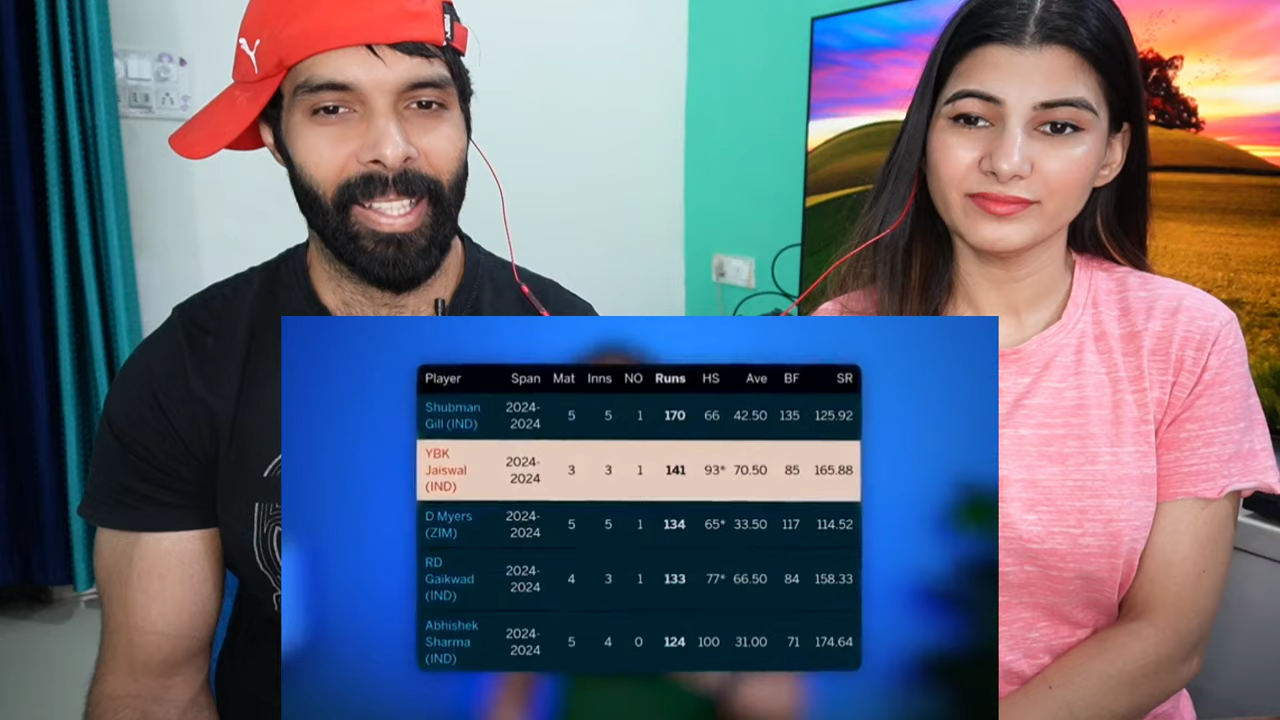 Player Span Mat Inns NO Runs HS Ave BF SR
Shubman Gill (IND) 2024-2024 5 5 1 170 66 42.50 135 125.92
YBK Jaiswal (IND) 2024-2024 3 3 1 141 93* 70.50 85 165.88
D Myers (ZIM) 2024-2024 5 5 1 134 65* 33.50 117 114.52
RD Gaikwad (IND) 2024-2024 4 3 1 133 77* 66.50 84 158.33
Abhishek Sharma (IND) 2024-2024 5 4 0 124 100 31.00 71 174.64